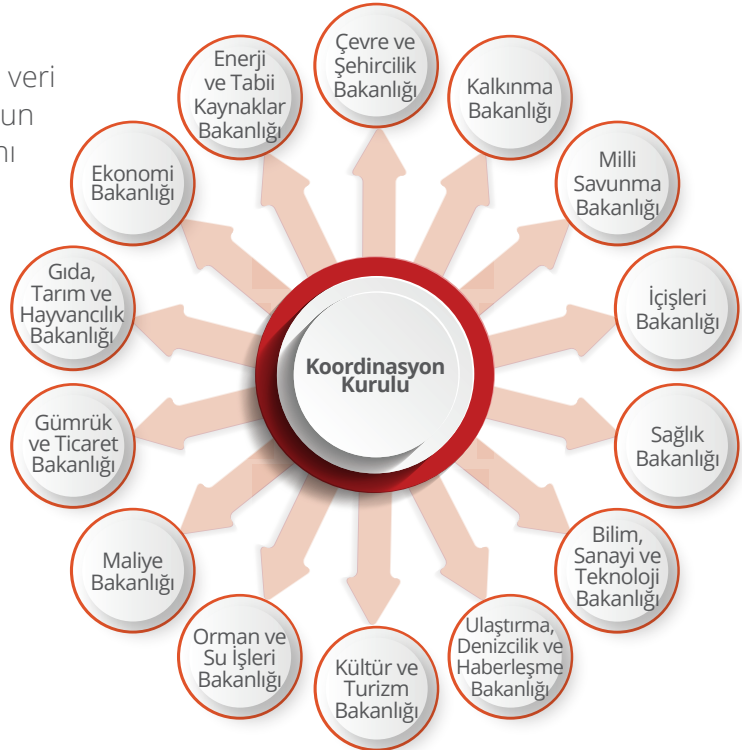 veri
un
nı
Çevre ve
Şehircilik
Bakanlığı
Kalkınma
Bakanlığı
Milli
Savunma
Bakanlığı
İçişleri
Bakanlığı
Sağlık
Bakanlığı
Bilim,
Sanayi ve
Teknoloji
Bakanlığı
Ulaştırma,
Denizcilik ve
Haberleşme
Bakanlığı
Kültür ve
Turizm
Bakanlığı
Orman ve
Su İşleri
Bakanlığı
Maliye
Bakanlığı
Gümrük
ve Ticaret
Bakanlığı
Gıda,
Tarım ve
Hayvancılık
Bakanlığı
Ekonomi
Bakanlığı
Enerji
ve Tabii
Kaynaklar
Bakanlığı
Koordinasyon
Kurulu